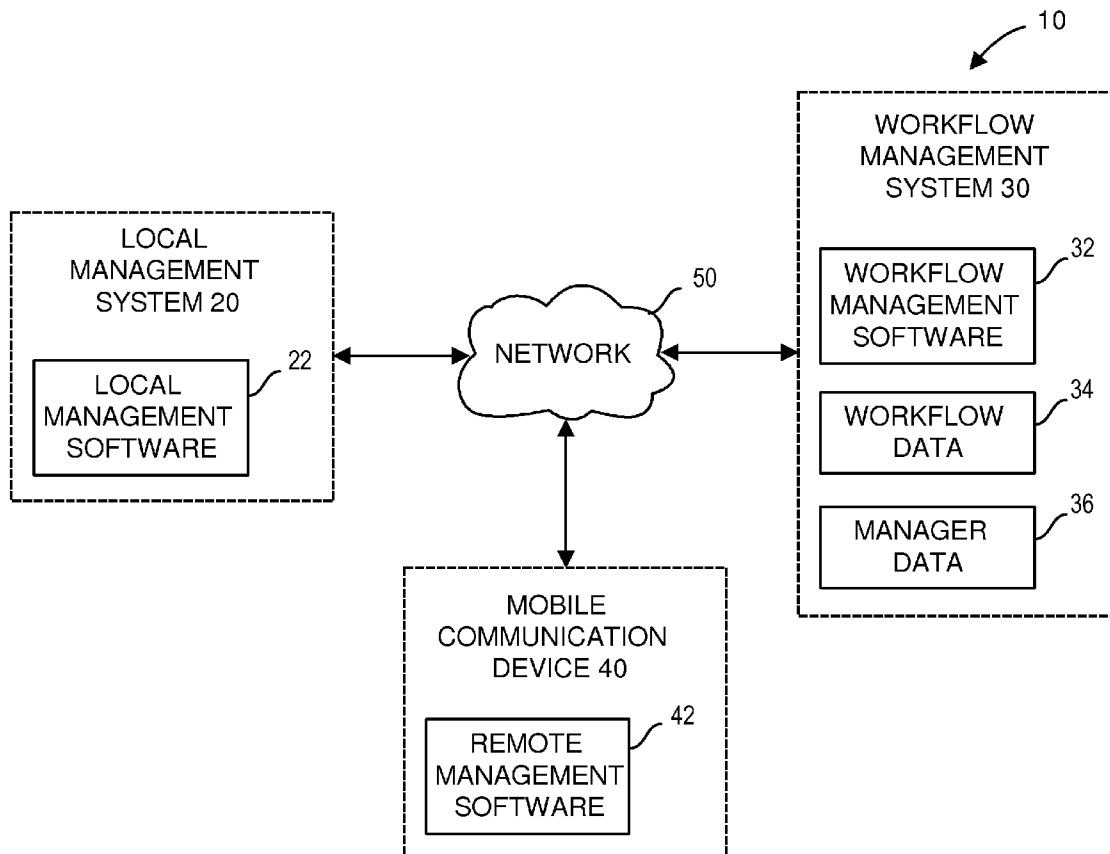 10
WORKFLOW
MANAGEMENT
SYSTEM 30
32
WORKFLOW
MANAGEMENT
SOFTWARE
34
WORKFLOW
DATA
36
MANAGER
DATA
LOCAL
MANAGEMENT
SYSTEM 20
22
LOCAL
MANAGEMENT
SOFTWARE
50
NETWORK
MOBILE
COMMUNICATION
DEVICE 40
42
REMOTE
MANAGEMENT
SOFTWARE